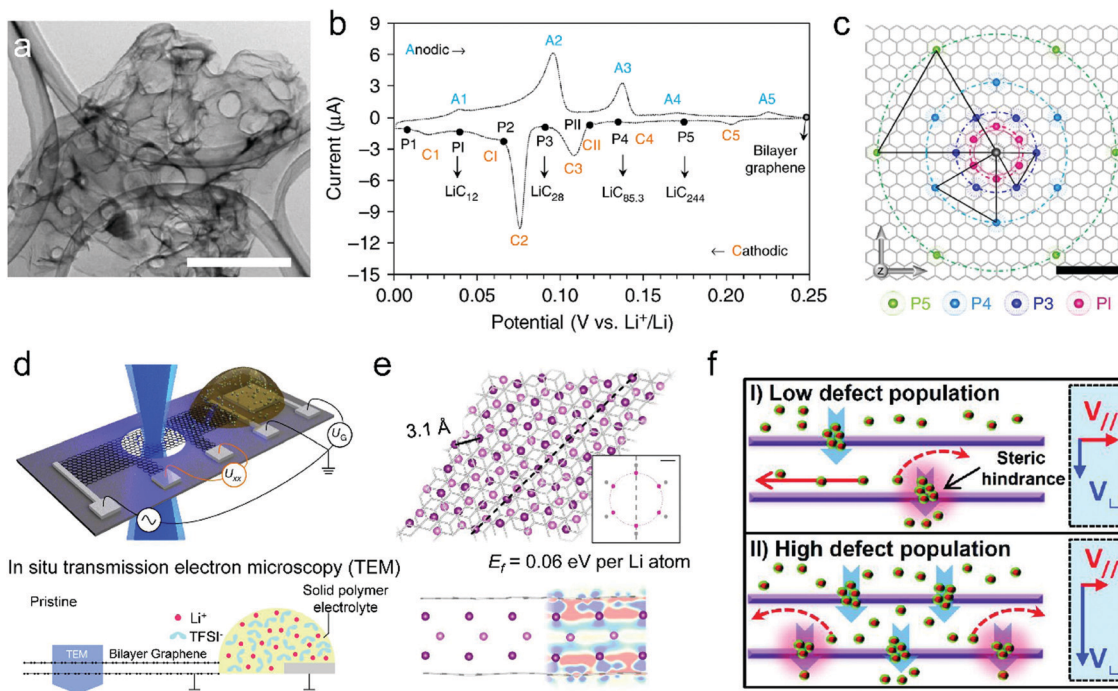 a
b
Anodic →
A1
A2
A3
A4
A5
P1
C1
PI
CI
P2
C2
P3
C3
PII
CII
P4
C4
P5
C5
LiC12
LiC28
LiC85.3
LiC244
Bilayer
graphene
← Cathodic
Current (μA)
6
3
0
−3
−6
−9
−12
−15
0.00
0.05
0.10
0.15
0.20
0.25
Potential (V vs. Li+/Li)
c
Z
P5
P4
P3
PI
d
UG
Uxx
In situ transmission electron microscopy (TEM)
Pristine
Li+
TFSI-
Solid polymer
electrolyte
TEM
Bilayer Graphene
e
3.1 Å
Ef = 0.06 eV per Li atom
f
I) Low defect population
Steric
hindrance
V//
V⊥
II) High defect population
V//
V⊥